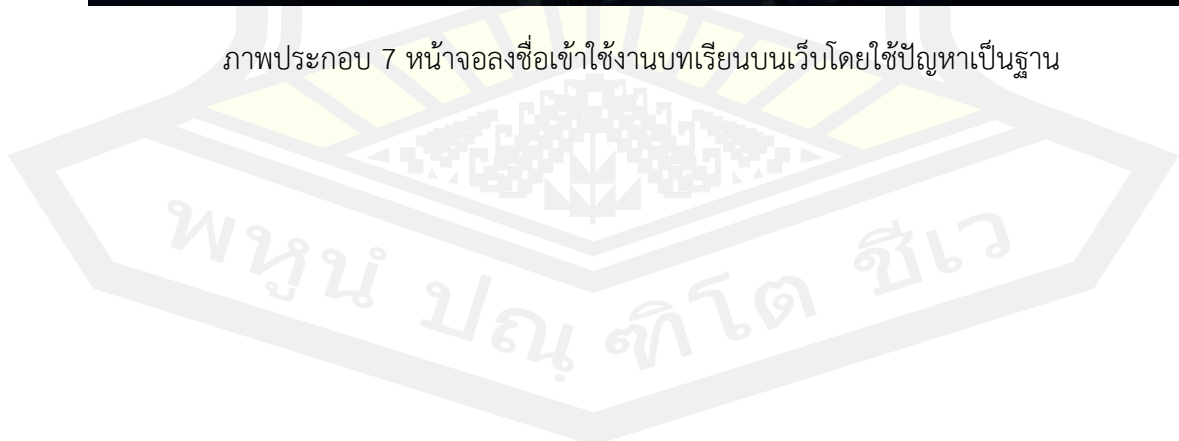 ภาพประกอบ 7 หน้าจอลงชื่อเข้าใช้งานบทเรียนบนเว็บโดยใช้ปัญหาเป็นฐาน
พหูนํ ปณฺฑิโต ชีเว